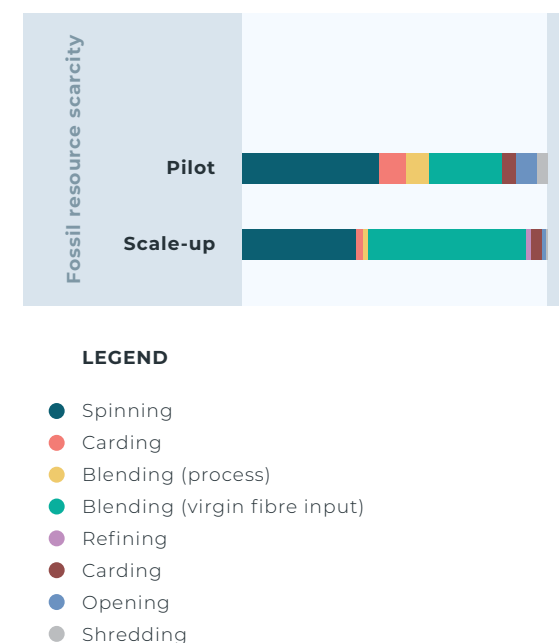 Fossil resource scarcity
Pilot
Scale-up
LEGEND
Spinning
Carding
Blending (process)
Blending (virgin fibre input)
Refining
Carding
Opening
Shredding